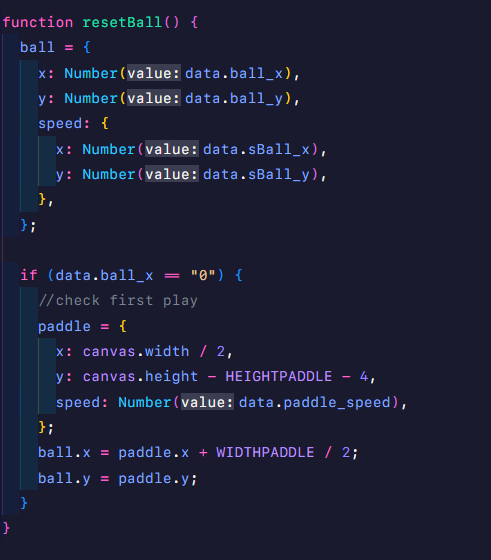 function resetBall() {
ball = {
x: Number(value: data.ball_x),
y: Number(value: data.ball_y),
speed: {
x: Number(value: data.sBall_x),
y: Number(value: data.sBall_y),
},
};
if (data.ball_x == "0") {
//check first play
paddle = {
x: canvas.width / 2,
y: canvas.height - HEIGHTPADDLE - 4,
speed: Number(value: data.paddle_speed),
};
ball.x = paddle.x + WIDTHPADDLE / 2;
ball.y = paddle.y;
}
}